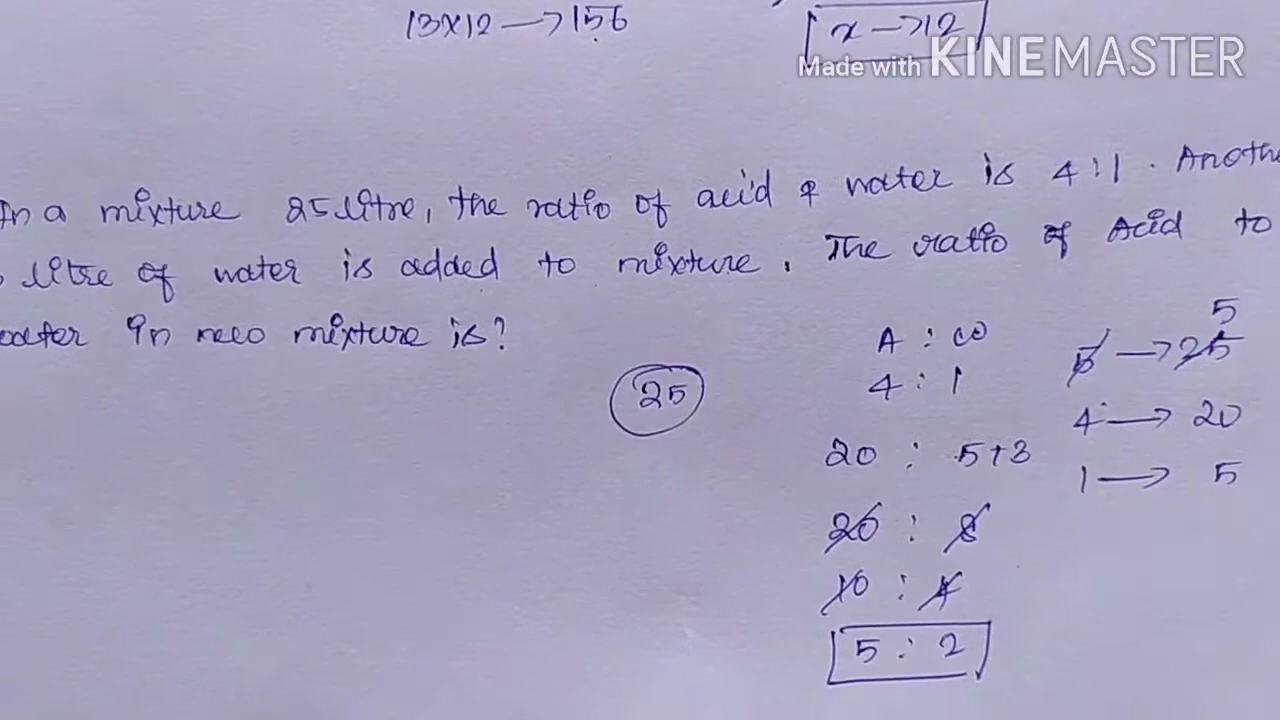 13x12 → 156
x → 12
Made with KINEMASTER
In a mixture 25 litre, the ratio of acid & water is 4:1. Anoth
litre of water is added to mixture. The ratio of Acid to
ater in new mixture is?
A : w
5
5 → 25
4 : 1
25
4 → 20
20 : 5+3
1 → 5
20 : 8
10 : 4
5 : 2